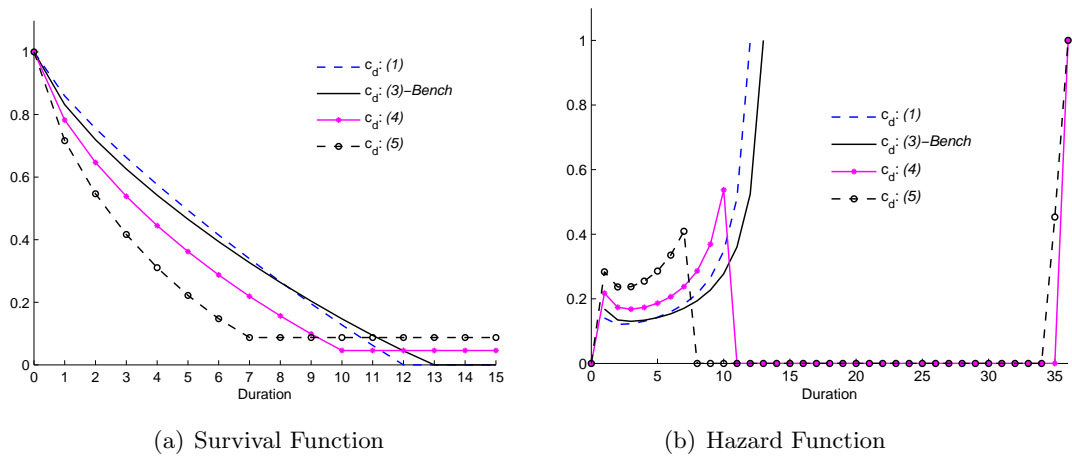 1
0.8
0.6
0.4
0.2
0
0 1 2 3 4 5 6 7 8 9 10 11 12 13 14 15
Duration
c_d: (1)
c_d: (3)−Bench
c_d: (4)
c_d: (5)
(a) Survival Function
1
0.8
0.6
0.4
0.2
0
0 5 10 15 20 25 30 35
Duration
c_d: (1)
c_d: (3)−Bench
c_d: (4)
c_d: (5)
(b) Hazard Function